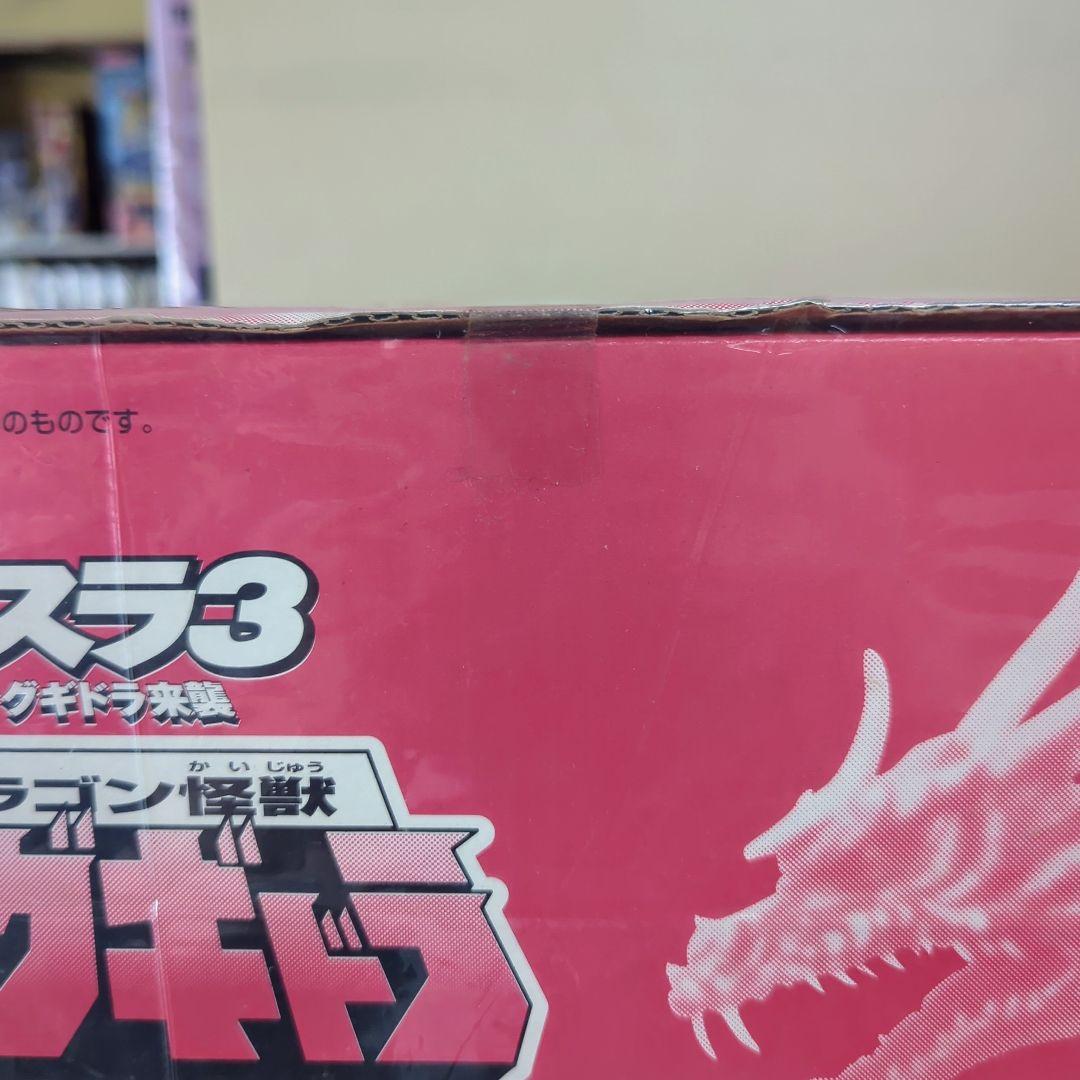 のものです。
スラ3
グギドラ来襲
ラゴン怪獣
かいじゅう
グギドラ